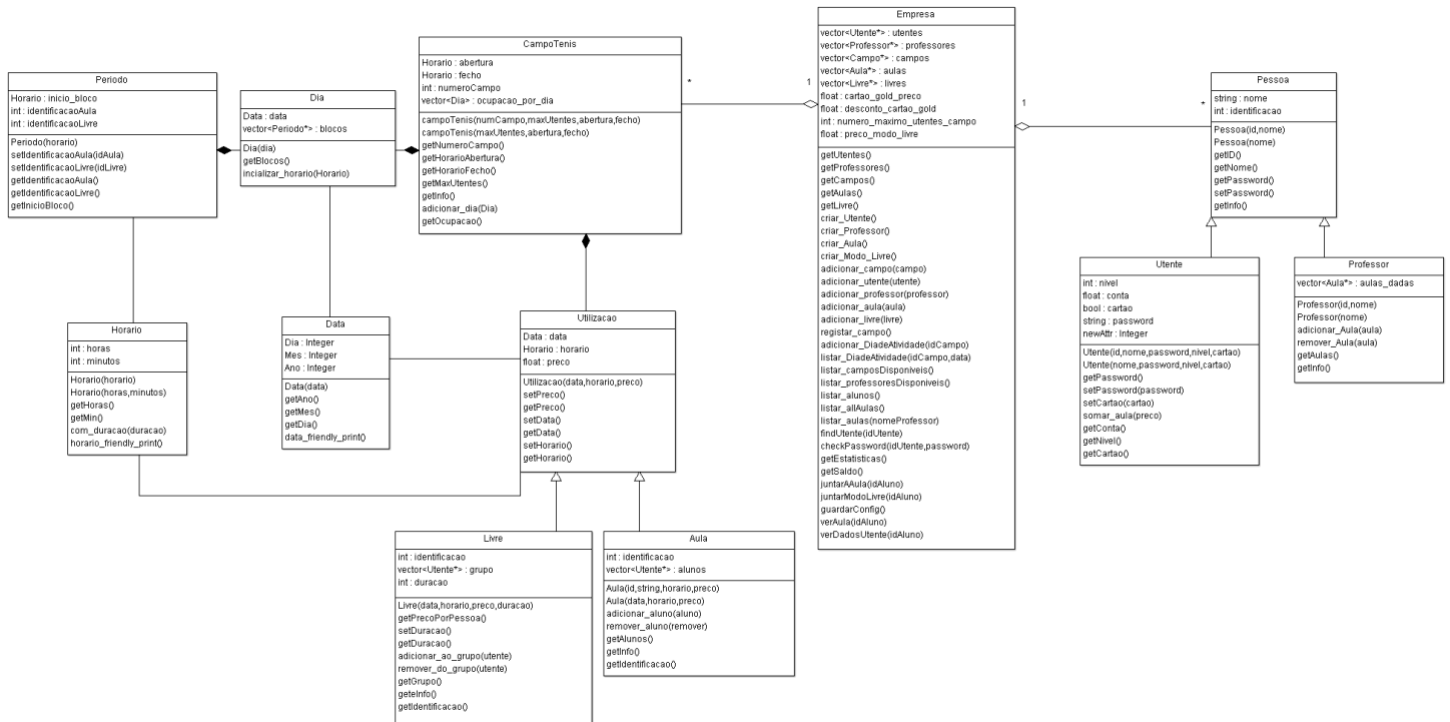 Periodo
Horario : inicio_bloco
int : identificacaoAula
int : identificacaoLivre
Periodo(horario)
setIdentificacaoAula(idAula)
setIdentificacaoLivre(idLivre)
getIdentificacaoAula()
getIdentificacaoLivre()
getInicioBloco()
Dia
Data : data
vector<Periodo*> : blocos
Dia(dia)
getBlocos()
incializar_horario(Horario)
CampoTenis
Horario : abertura
Horario : fecho
int : numeroCampo
vector<Dia> : ocupacao_por_dia
campoTenis(numCampo,maxUtentes,abertura,fecho)
campoTenis(maxUtentes,abertura,fecho)
getNumeroCampo()
getHorarioAbertura()
getHorarioFecho()
getMaxUtentes()
getInfo()
adicionar_dia(Dia)
getOcupacao()
*
1
Empresa
vector<Utente*> : utentes
vector<Professor*> : professores
vector<Campo*> : campos
vector<Aula*> : aulas
vector<Livre*> : livres
float : cartao_gold_preco
float : desconto_cartao_gold
int : numero_maximo_utentes_campo
float : preco_modo_livre
getUtentes()
getProfessores()
getCampos()
getAulas()
getLivre()
criar_Utente()
criar_Professor()
criar_Aula()
criar_Modo_Livre()
adicionar_campo(campo)
adicionar_utente(utente)
adicionar_professor(professor)
adicionar_aula(aula)
adicionar_livre(livre)
registar_campo()
adicionar_DiadeAtividade(idCampo)
listar_DiadeAtividade(idCampo,data)
listar_camposDisponiveis()
listar_professoresDisponiveis()
listar_alunos()
listar_allAulas()
listar_aulas(nomeProfessor)
findUtente(idUtente)
checkPassword(idUtente,password)
getEstatisticas()
getSaldo()
juntarAAula(idAluno)
juntarModoLivre(idAluno)
guardarConfig()
verAula(idAluno)
verDadosUtente(idAluno)
1
*
Pessoa
string : nome
int : identificacao
Pessoa(id,nome)
Pessoa(nome)
getID()
getNome()
getPassword()
setPassword()
getInfo()
Utente
int : nivel
float : conta
bool : cartao
string : password
newAttr : Integer
Utente(id,nome,password,nivel,cartao)
Utente(nome,password,nivel,cartao)
getPassword()
setPassword(password)
setCartao(cartao)
somar_aula(preco)
getConta()
getNivel()
getCartao()
Professor
vector<Aula*> : aulas_dadas
Professor(id,nome)
Professor(nome)
adicionar_Aula(aula)
remover_Aula(aula)
getAulas()
getInfo()
Horario
int : horas
int : minutos
Horario(horario)
Horario(horas,minutos)
getHoras()
getMin()
com_duracao(duracao)
horario_friendly_print()
Data
Dia : Integer
Mes : Integer
Ano : Integer
Data(data)
getAno()
getMes()
getDia()
data_friendly_print()
Utilizacao
Data : data
Horario : horario
float : preco
Utilizacao(data,horario,preco)
setPreco()
getPreco()
setData()
getData()
setHorario()
getHorario()
Livre
int : identificacao
vector<Utente*> : grupo
int : duracao
Livre(data,horario,preco,duracao)
getPrecoPorPessoa()
setDuracao()
getDuracao()
adicionar_ao_grupo(utente)
remover_do_grupo(utente)
getGrupo()
geteInfo()
getIdentificacao()
Aula
int : identificacao
vector<Utente*> : alunos
Aula(id,string,horario,preco)
Aula(data,horario,preco)
adicionar_aluno(aluno)
remover_aluno(remover)
getAlunos()
getInfo()
getIdentificacao()